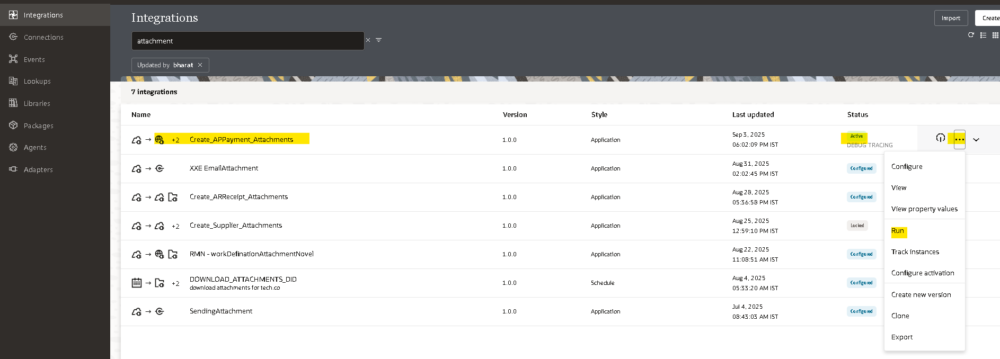 Integrations
Connections
Events
Lookups
Libraries
Packages
Agents
Adapters
Integrations
Import
Create
attachment
Updated by bharat
7 integrations
Name Version Style Last updated Status
+2 Create_APPayment_Attachments 1.0.0 Application Sep 3, 2025 06:02:09 PM IST Active DEBUG TRACING
XXE EmailAttachment 1.0.0 Application Aug 31, 2025 02:02:45 PM IST Configured
Create_ARReceipt_Attachments 1.0.0 Application Aug 28, 2025 05:36:58 PM IST Configured
+2 Create_Supplier_Attachments 1.0.0 Application Aug 25, 2025 12:59:10 PM IST Locked
RMN - workDefinationAttachmentNovel 1.0.0 Application Aug 22, 2025 11:08:51 AM IST Configured
+2 DOWNLOAD_ATTACHMENTS_DID 1.0.0 Schedule Aug 4, 2025 05:33:20 AM IST Configured
download attachments for tech.co
SendingAttachment 1.0.0 Application Jul 4, 2025 08:43:03 AM IST Configured
Configure
View
View property values
Run
Track instances
Configure activation
Create new version
Clone
Export